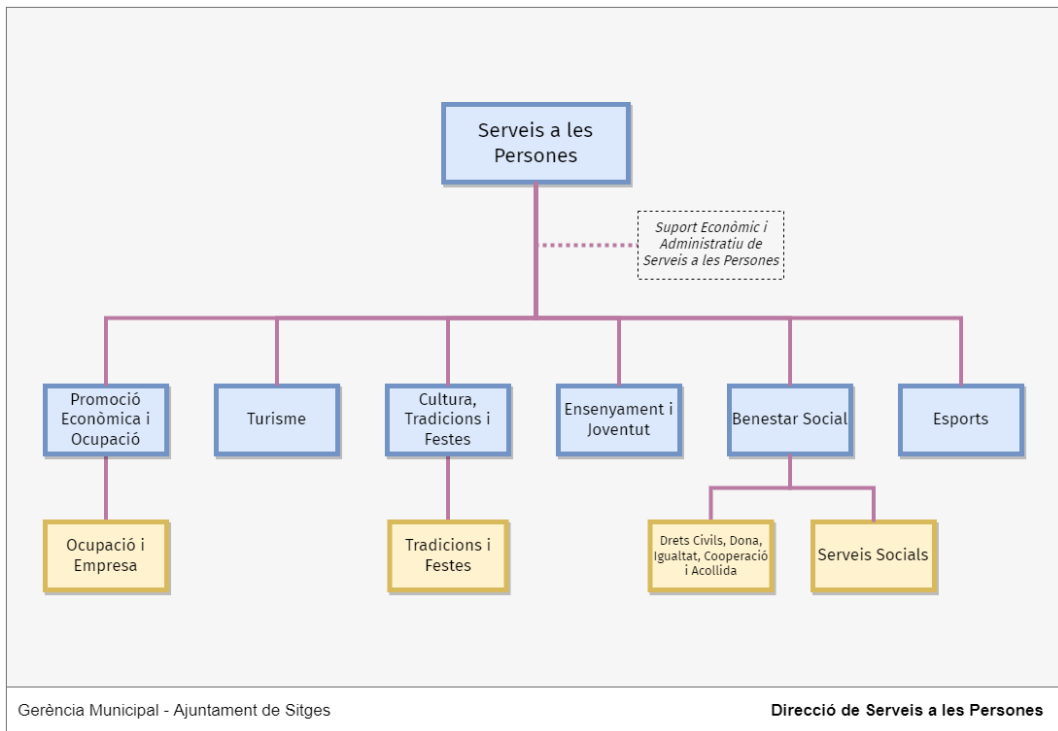 Serveis a les
Persones
Suport Econòmic i
Administratiu de
Serveis a les Persones
Promoció
Econòmica i
Ocupació
Turisme
Cultura,
Tradicions i
Festes
Ensenyament i
Joventut
Benestar Social
Esports
Ocupació i
Empresa
Tradicions i
Festes
Drets Civils, Dona,
Igualtat, Cooperació
i Acollida
Serveis Socials
Gerència Municipal - Ajuntament de Sitges
Direcció de Serveis a les Persones